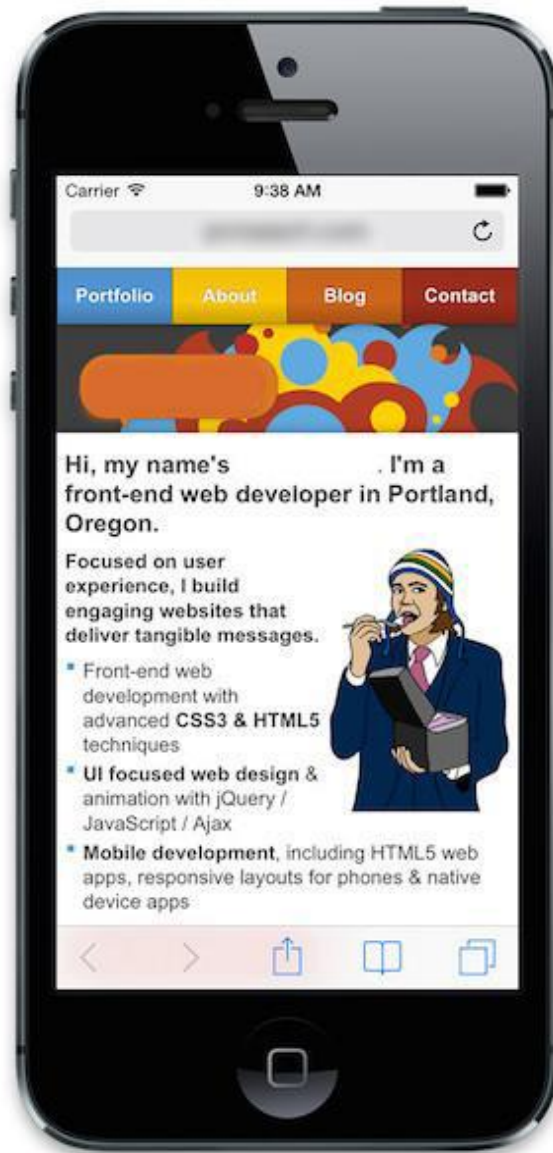 Carrier 9:38 AM
Portfolio About Blog Contact
Hi, my name's . I'm a
front-end web developer in Portland,
Oregon.
Focused on user
experience, I build
engaging websites that
deliver tangible messages.
Front-end web
development with
advanced CSS3 & HTML5
techniques
UI focused web design &
animation with jQuery /
JavaScript / Ajax
Mobile development, including HTML5 web
apps, responsive layouts for phones & native
device apps